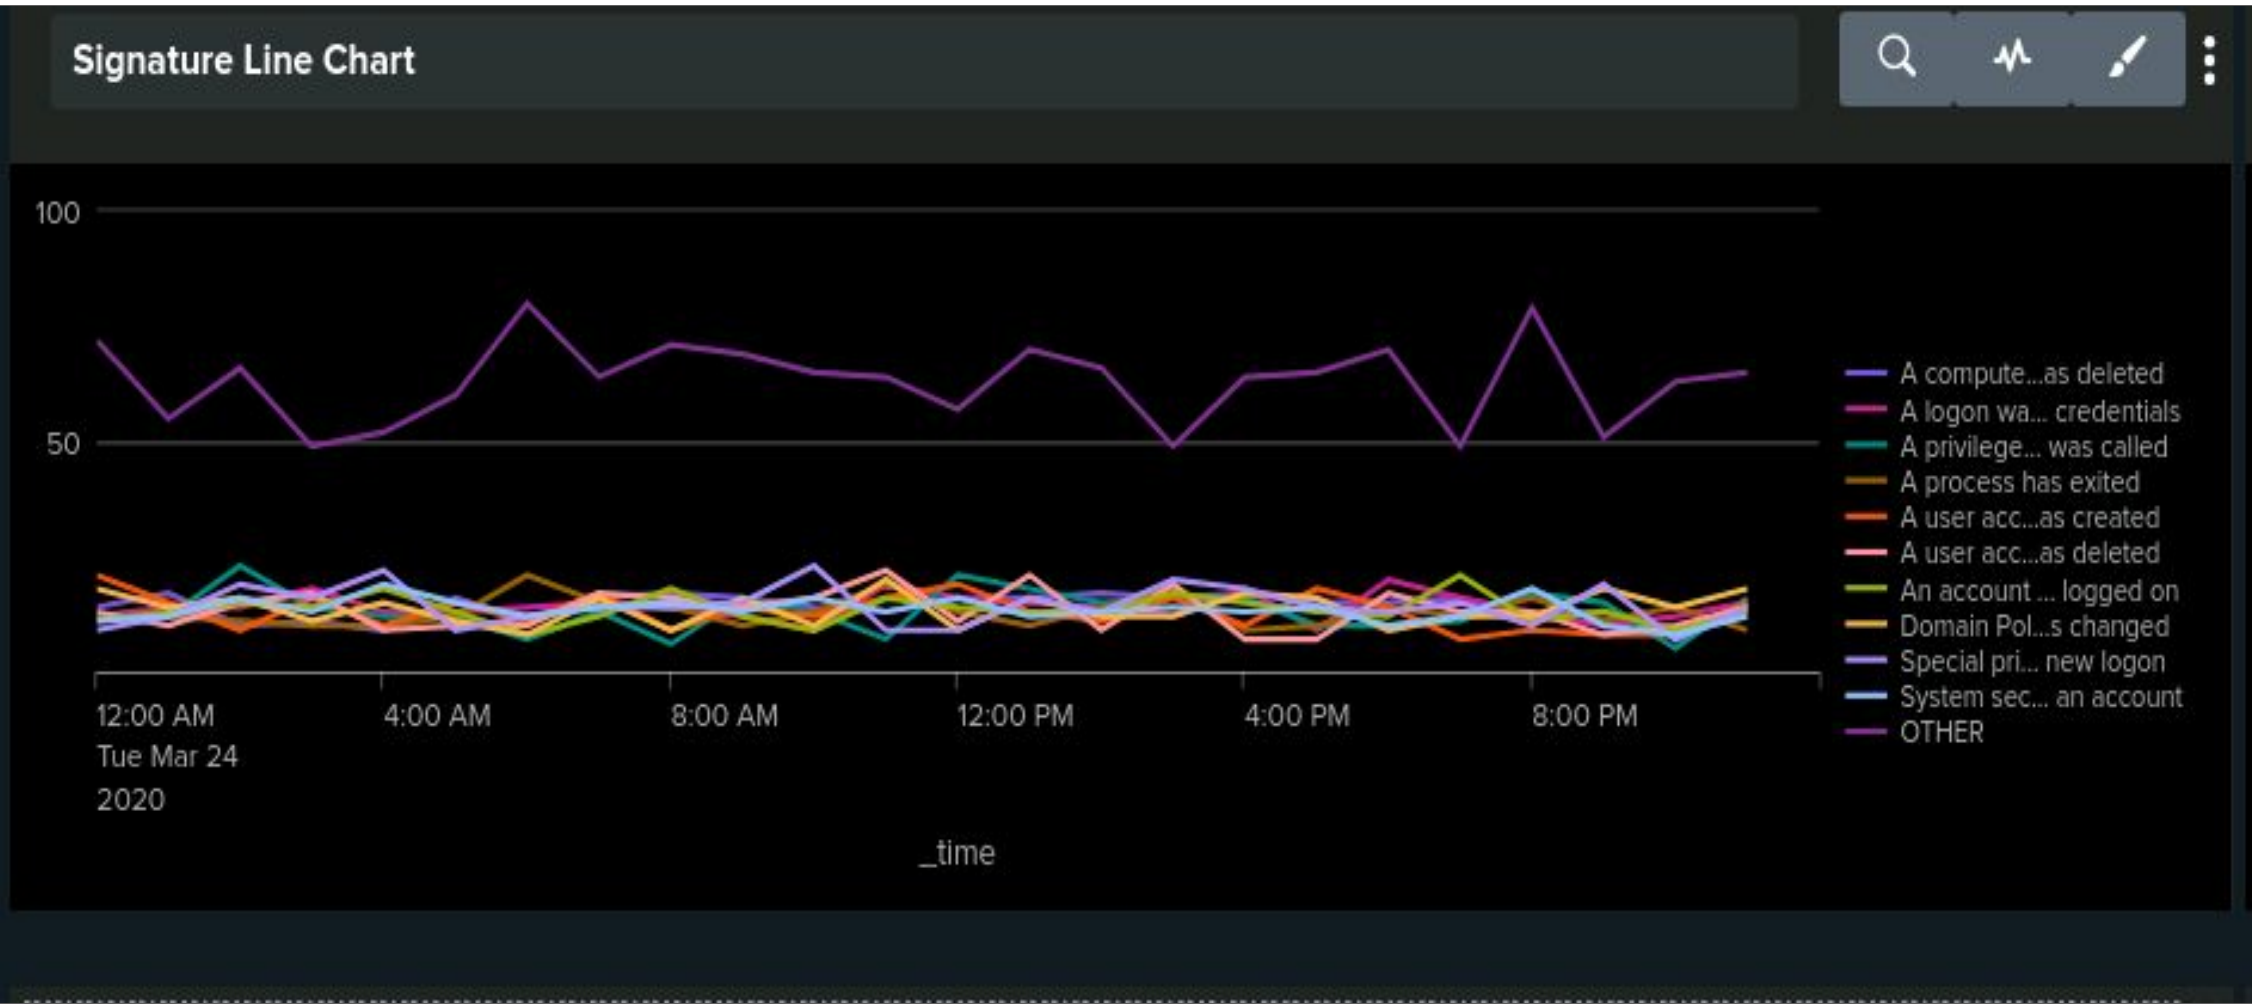 Signature Line Chart
100
50
A compute...as deleted
A logon wa... credentials
A privilege... was called
A process has exited
A user acc...as created
A user acc...as deleted
An account ... logged on
Domain Pol...s changed
Special pri... new logon
System sec... an account
OTHER
12:00 AM 4:00 AM 8:00 AM 12:00 PM 4:00 PM 8:00 PM
Tue Mar 24
2020
_time